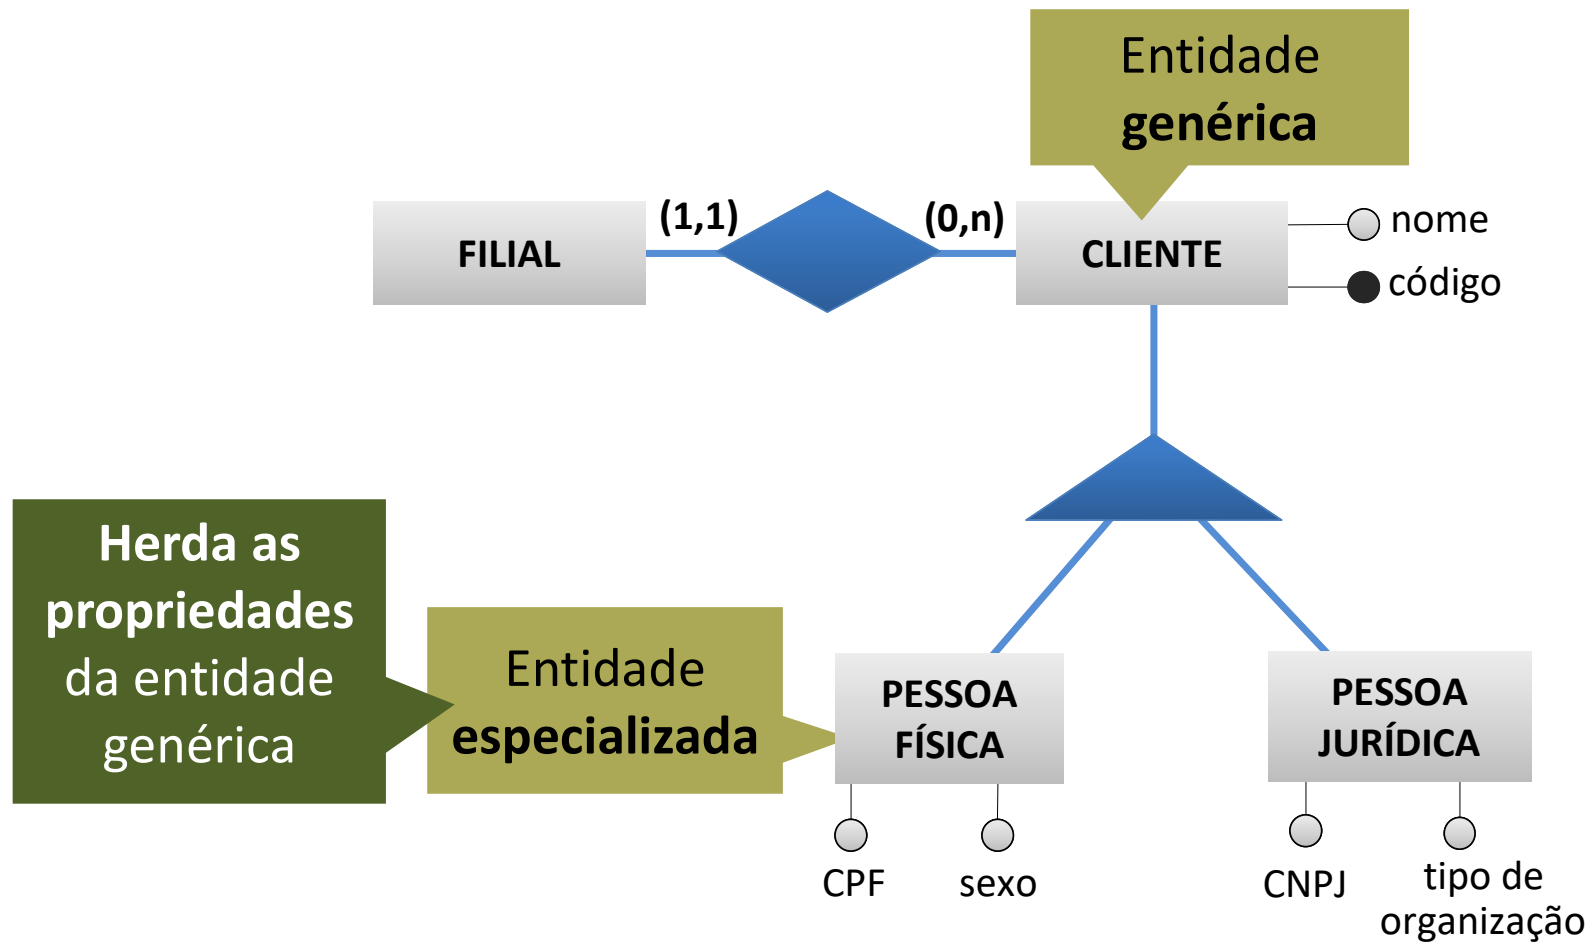 Entidade
genérica
FILIAL
(1,1)
(0,n)
CLIENTE
nome
código
Herda as
propriedades
da entidade
genérica
Entidade
especializada
PESSOA
FÍSICA
PESSOA
JURÍDICA
CPF
sexo
CNPJ
tipo de
organização